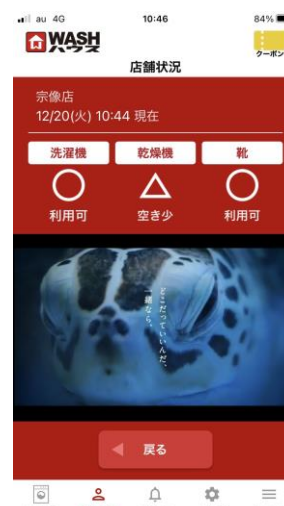 au 4G 10:46 84%
WASH
ハウス
クーポン
店舗状況
宗像店
12/20(火) 10:44 現在
洗濯機 乾燥機 靴
利用可 空き少 利用可
どこだっていいんだ、
一緒なら。
戻る